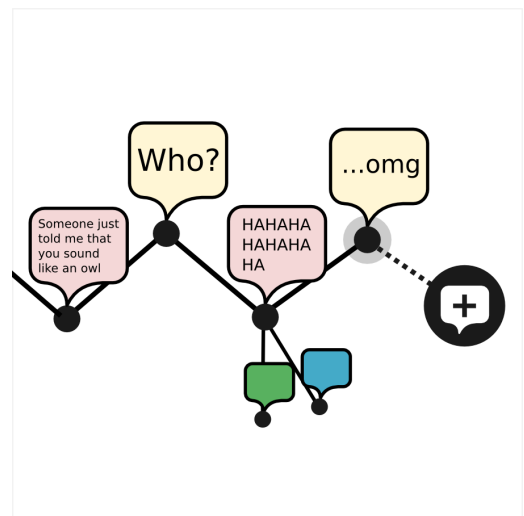 Someone just
told me that
you sound
like an owl
Who?
HAHAHA
HAHAHA
HA
...omg
+